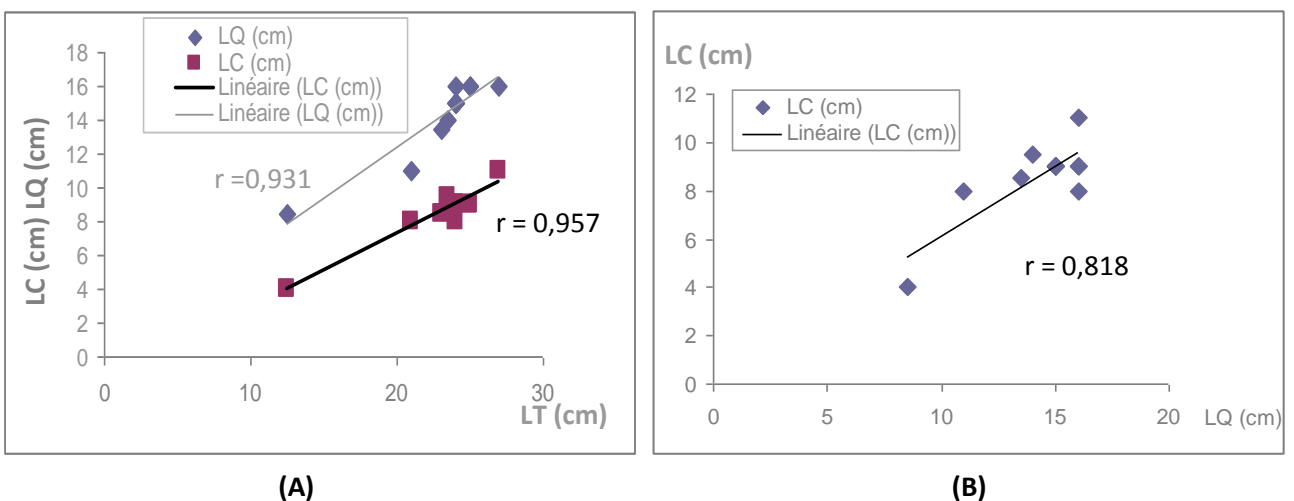 LQ (cm)
LC (cm)
Linéaire (LC (cm))
Linéaire (LQ (cm))
18
16
14
12
10
8
6
4
2
0
LC (cm) LQ (cm)
r =0,931
r = 0,957
0
10
20
30
LT (cm)
(A)
LC (cm)
LC (cm)
Linéaire (LC (cm))
12
10
8
6
4
2
0
r = 0,818
0
5
10
15
20
LQ (cm)
(B)